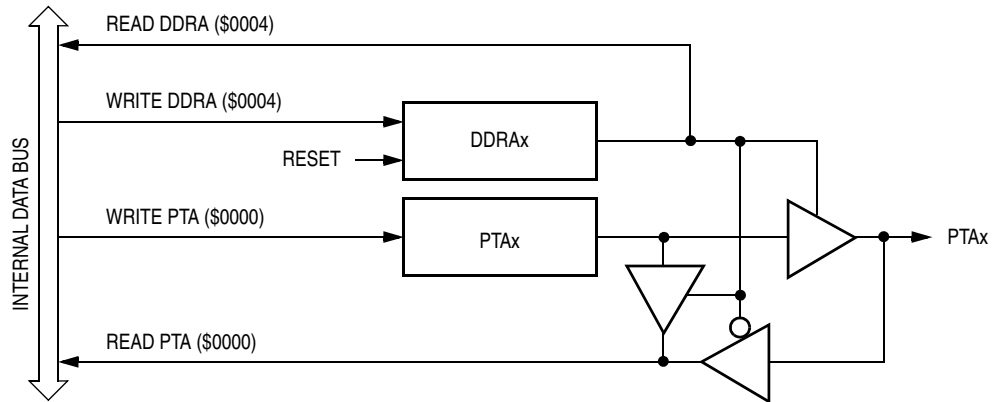 READ DDRA ($0004)
WRITE DDRA ($0004)
DDRAx
RESET
WRITE PTA ($0000)
PTAx
PTAx
READ PTA ($0000)
INTERNAL DATA BUS